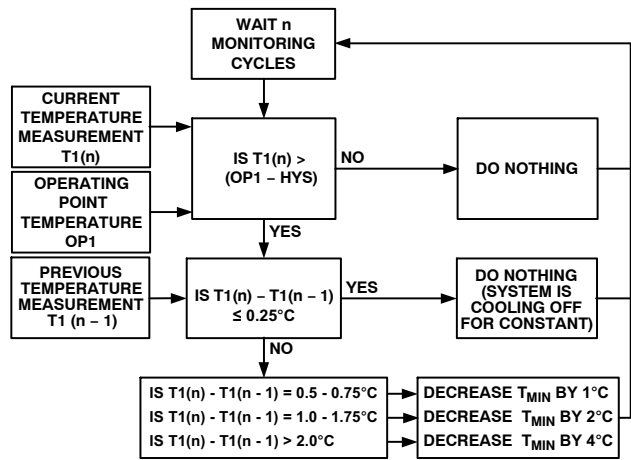 WAIT n
MONITORING
CYCLES
CURRENT
TEMPERATURE
MEASUREMENT
T1(n)
IS T1(n) >
(OP1 – HYS)
NO
DO NOTHING
OPERATING
POINT
TEMPERATURE
OP1
YES
PREVIOUS
TEMPERATURE
MEASUREMENT
T1 (n – 1)
IS T1(n) – T1(n – 1)
≤ 0.25°C
YES
DO NOTHING
(SYSTEM IS
COOLING OFF
FOR CONSTANT)
NO
IS T1(n) - T1(n - 1) = 0.5 - 0.75°C
DECREASE TMIN BY 1°C
IS T1(n) - T1(n - 1) = 1.0 - 1.75°C
DECREASE TMIN BY 2°C
IS T1(n) - T1(n - 1) > 2.0°C
DECREASE TMIN BY 4°C